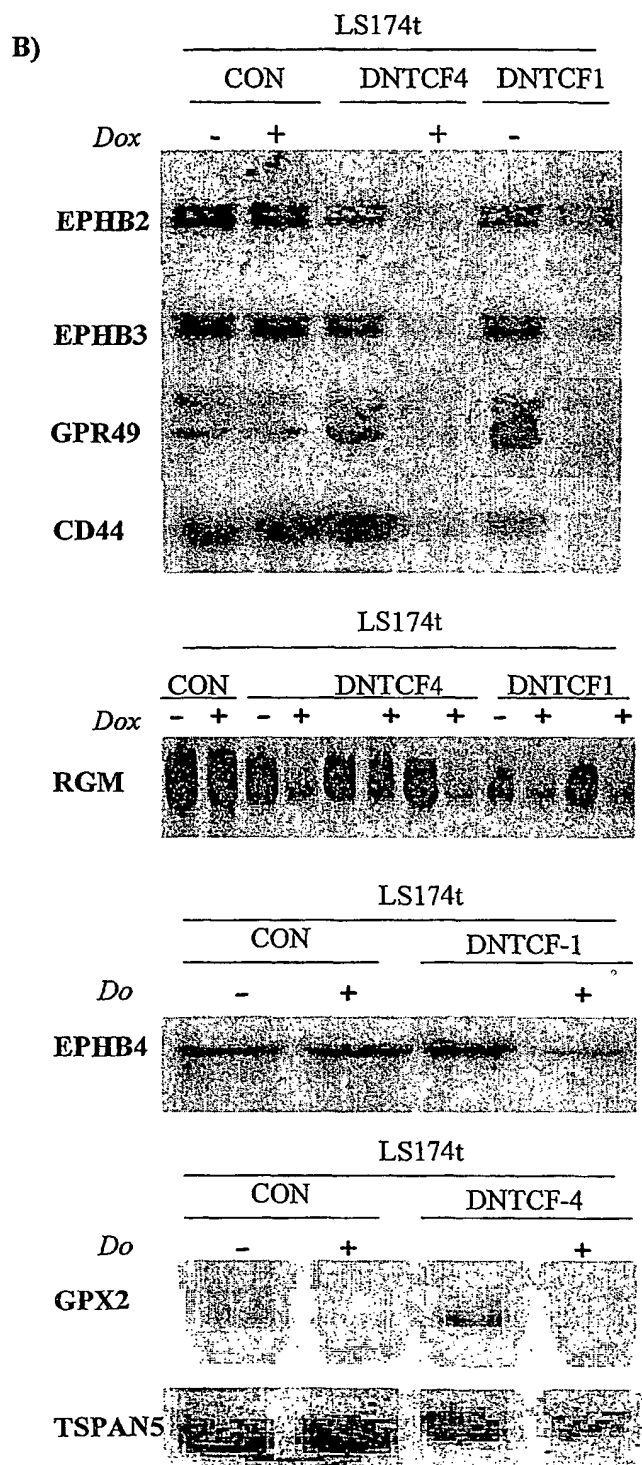 B)
LS174t
CON DNTCF4 DNTCF1
Dox - + + -
EPHB2
EPHB3
GPR49
CD44
LS174t
CON DNTCF4 DNTCF1
Dox - + - + + + - + +
RGM
LS174t
CON DNTCF-1
Do - + +
EPHB4
LS174t
CON DNTCF-4
Do - + +
GPX2
TSPAN5